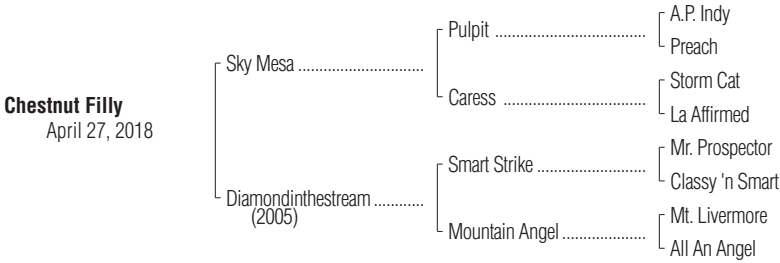 A.P. Indy
Pulpit
Preach
Sky Mesa
Storm Cat
Caress
La Affirmed
Chestnut Filly
April 27, 2018
Mr. Prospector
Smart Strike
Classy 'n Smart
Diamondinthestream
(2005)
Mt. Livermore
Mountain Angel
All An Angel